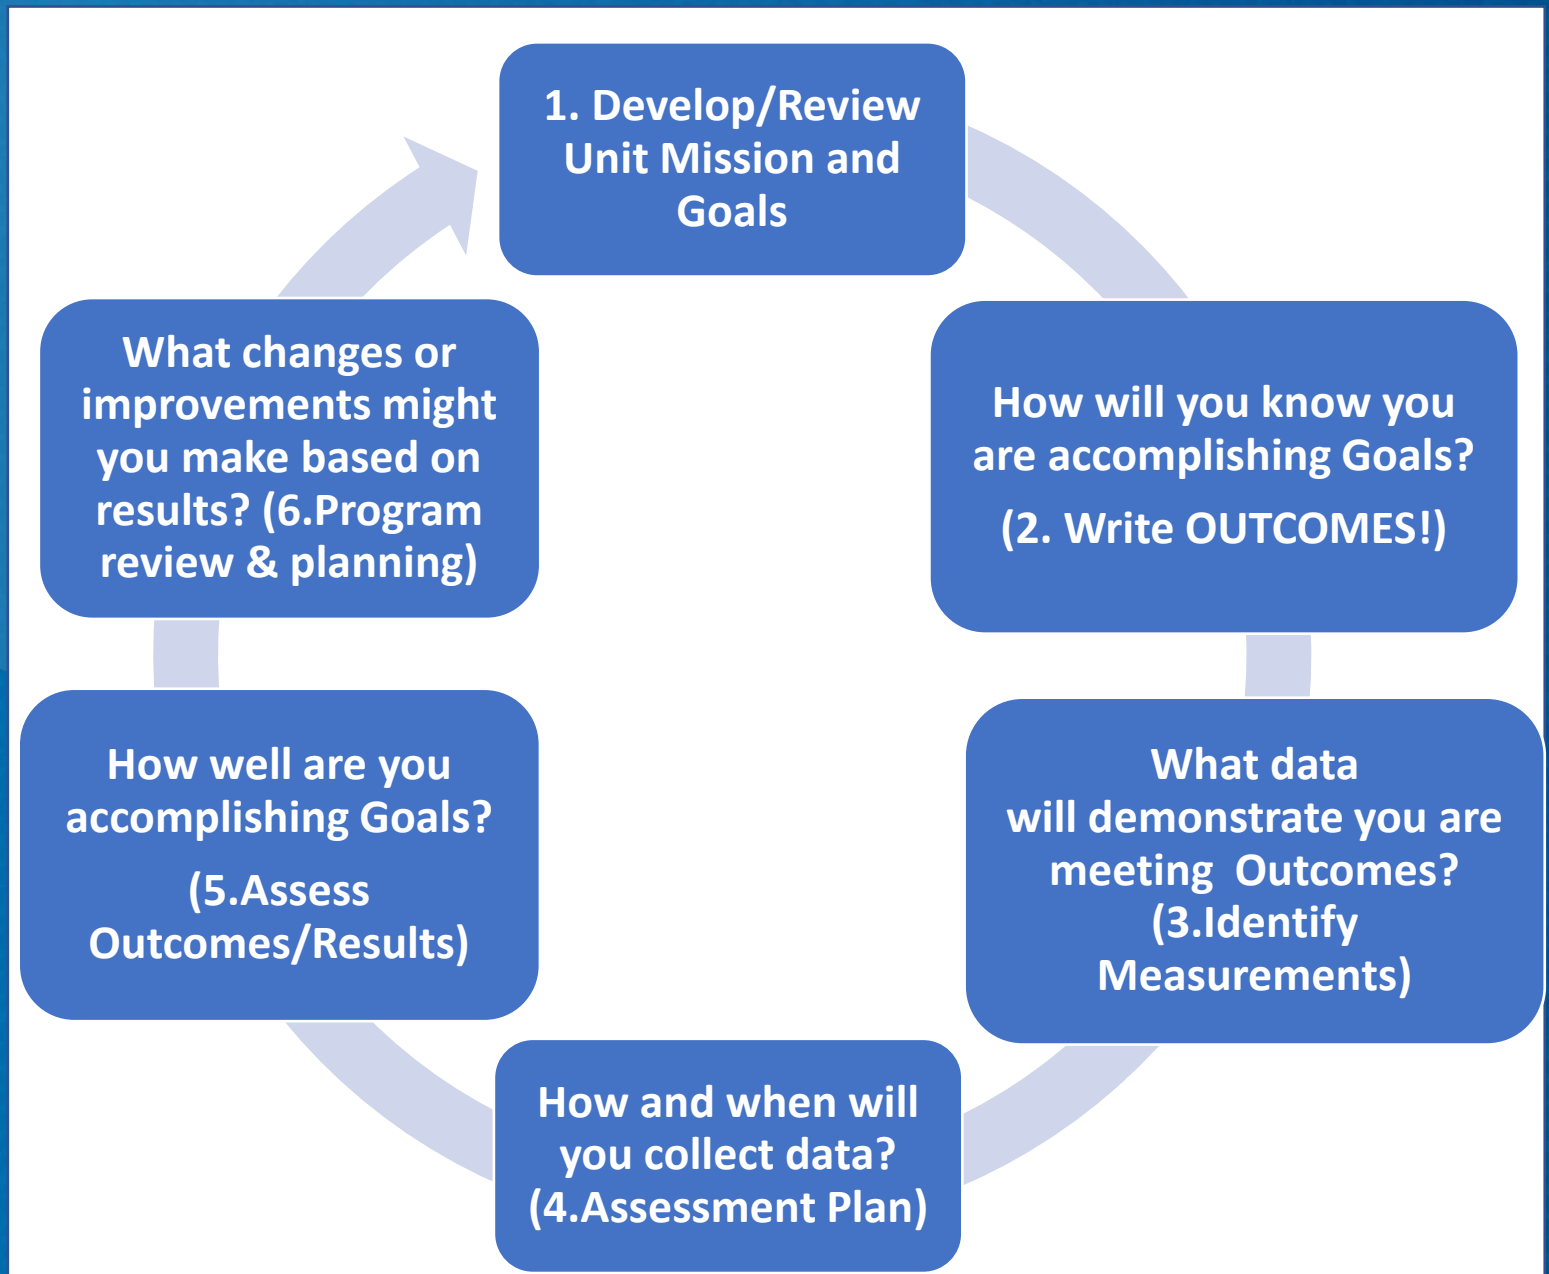 1. Develop/Review
Unit Mission and
Goals
How will you know you
are accomplishing Goals?
(2. Write OUTCOMES!)
What data
will demonstrate you are
meeting  Outcomes?
(3.Identify
Measurements)
How and when will
you collect data?
(4.Assessment Plan)
How well are you
accomplishing Goals?
(5.Assess
Outcomes/Results)
What changes or
improvements might
you make based on
results? (6.Program
review & planning)